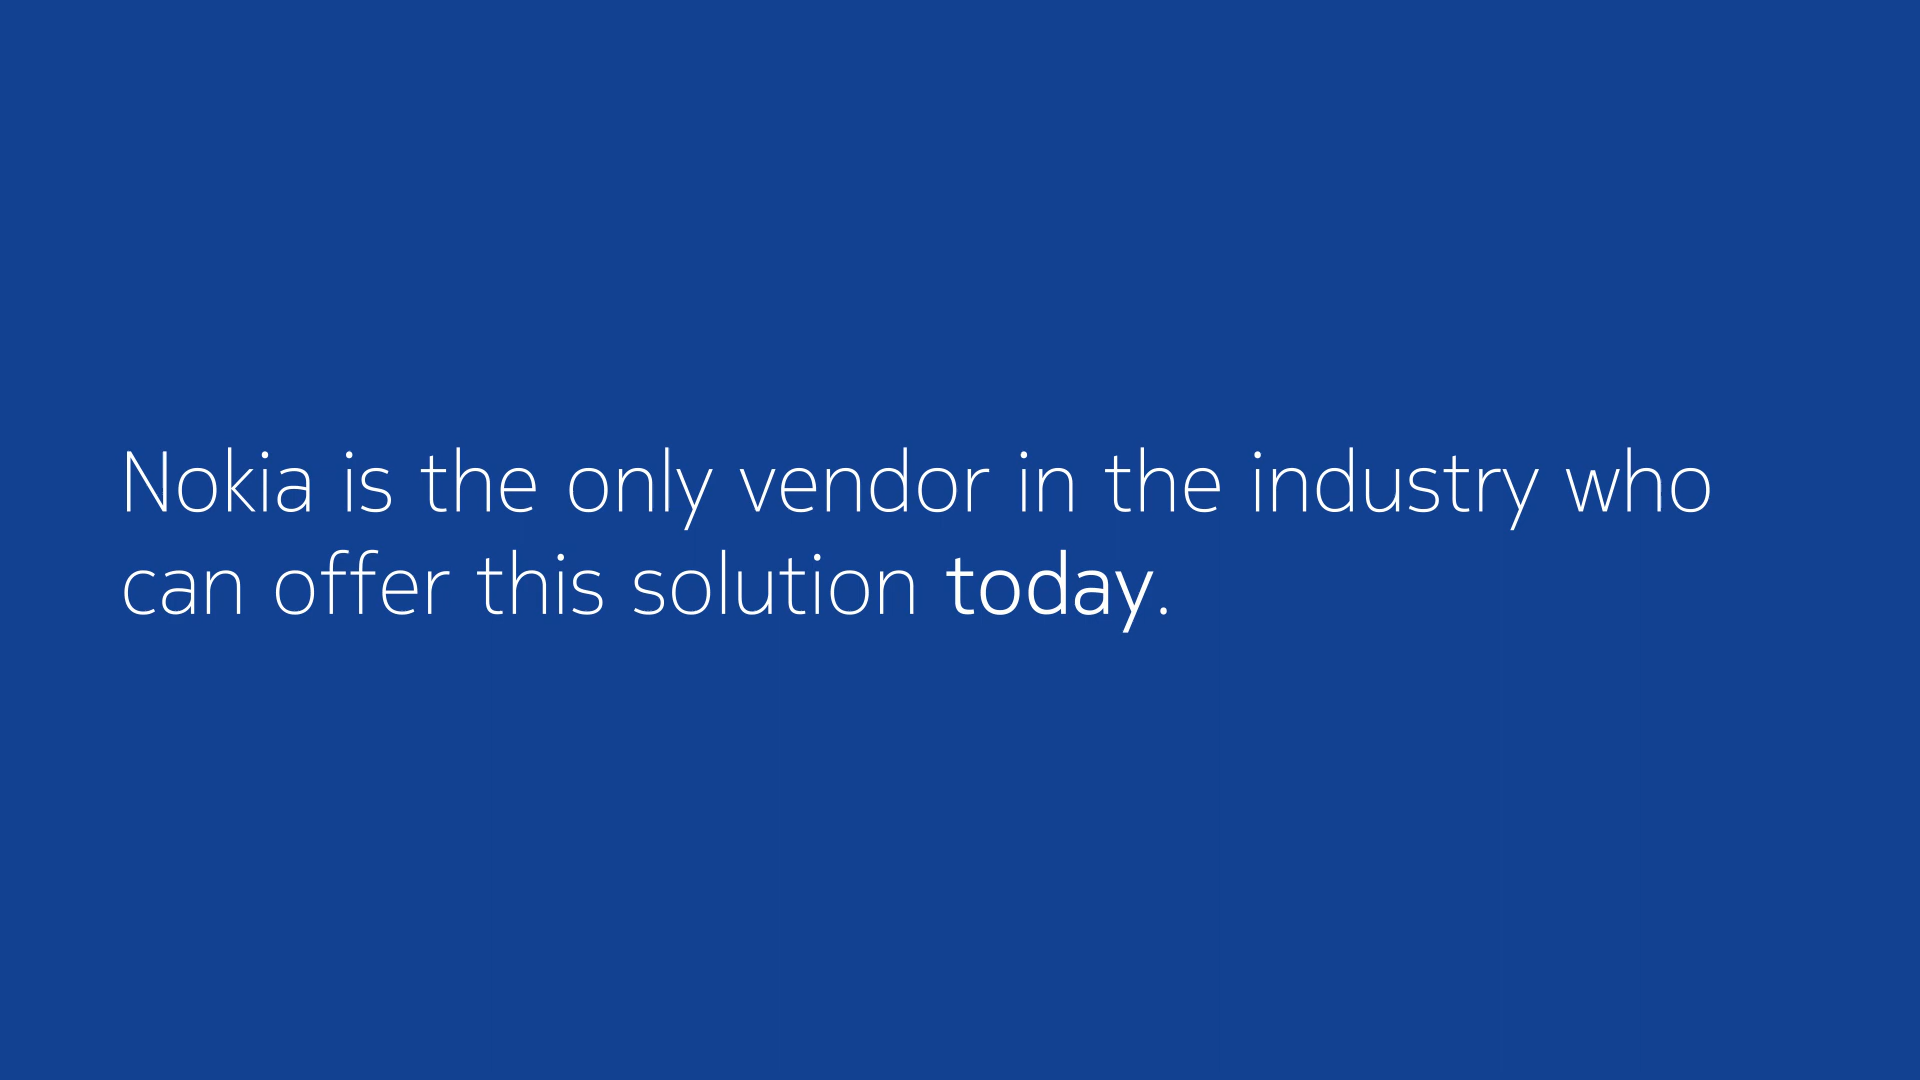 Nokia is the only vendor in the industry who
can offer this solution today.